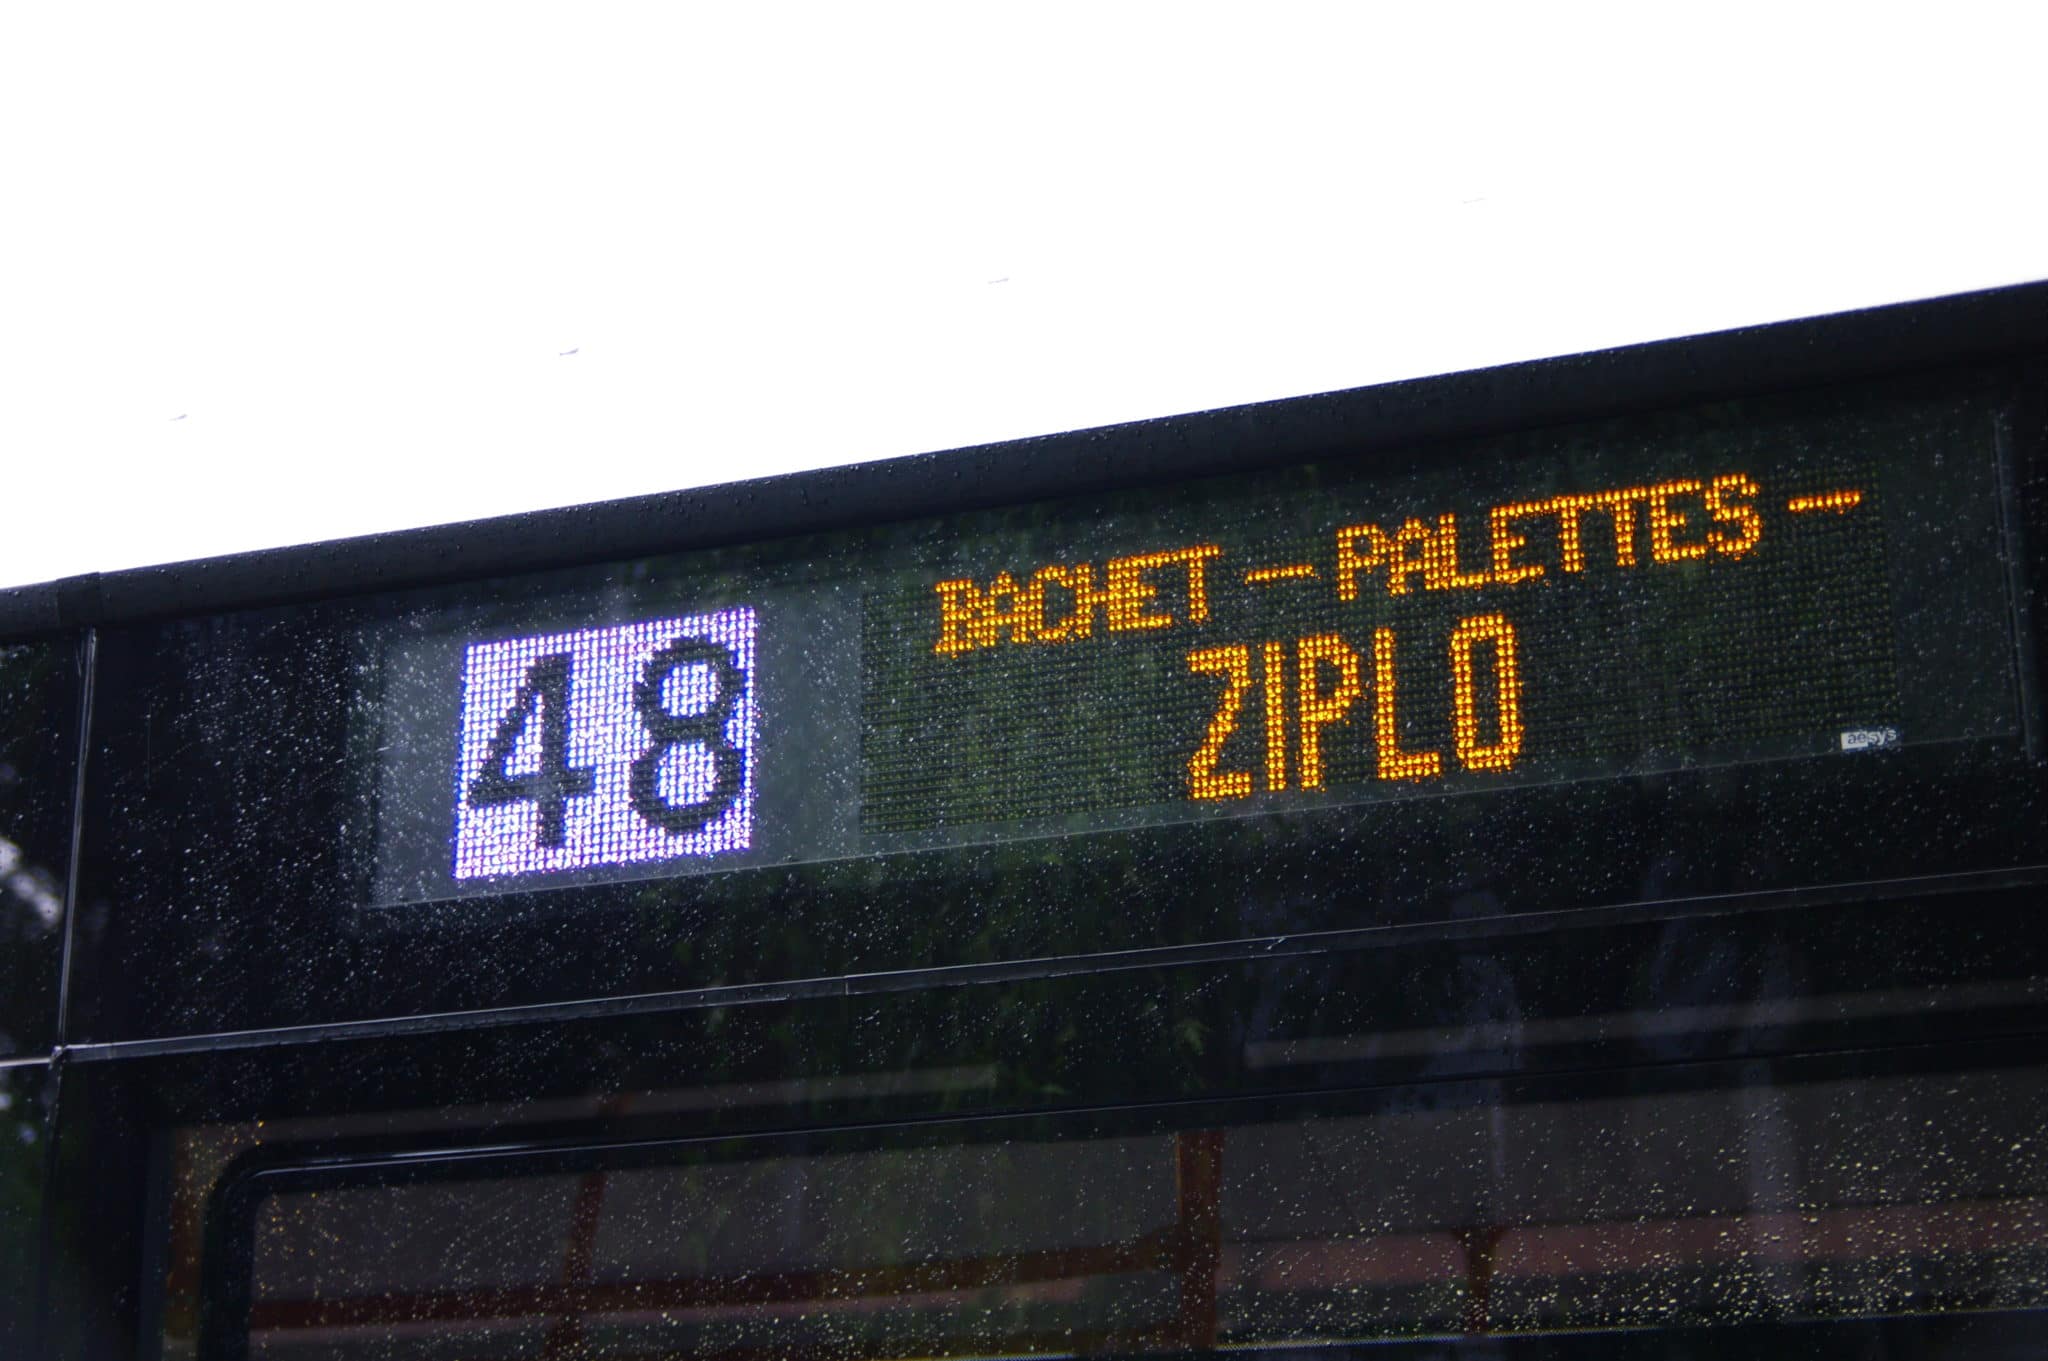 48
BACHET - PALETTES -
ZIPLO
aesys